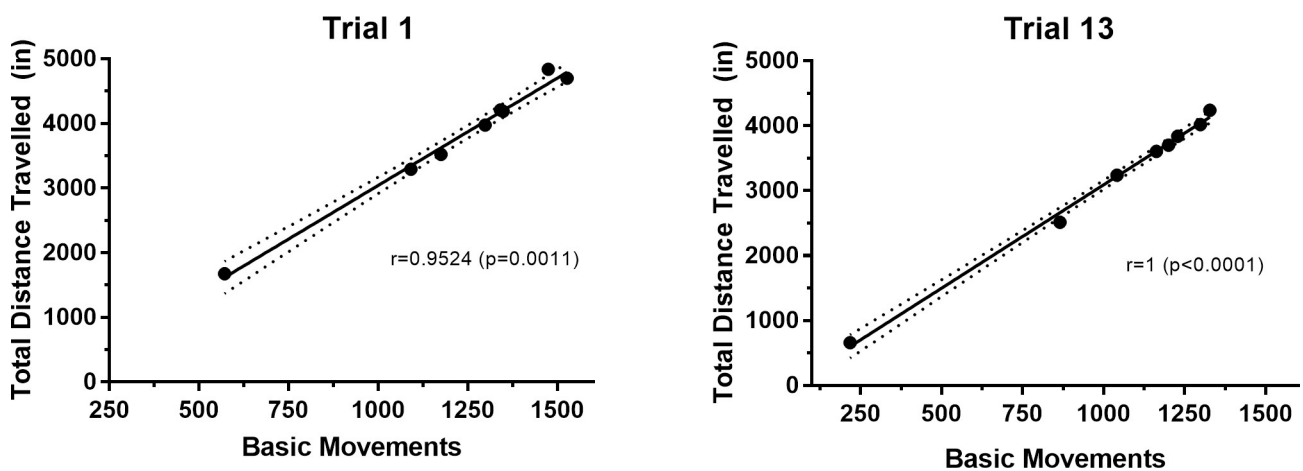 Trial 1
Total Distance Travelled (in)
5000
4000
3000
2000
1000
0
r=0.9524 (p=0.0011)
250 500 750 1000 1250 1500
Basic Movements
Trial 13
Total Distance Travelled (in)
5000
4000
3000
2000
1000
0
r=1 (p<0.0001)
250 500 750 1000 1250 1500
Basic Movements